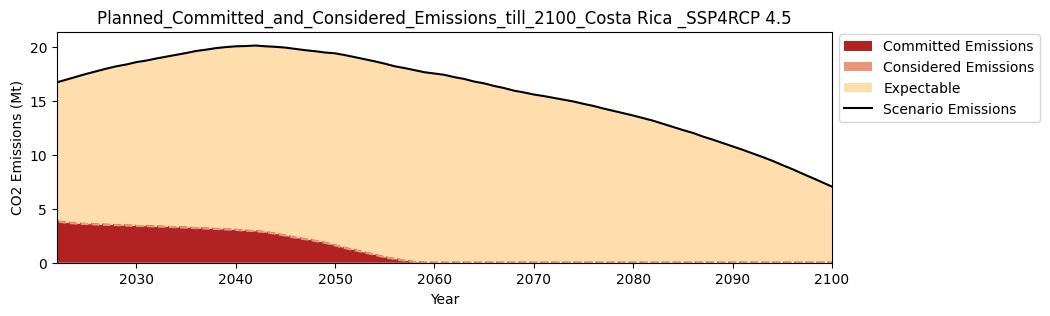 Planned_Committed_and_Considered_Emissions_till_2100_Costa Rica _SSP4RCP 4.5
CO2 Emissions (Mt)
20
15
10
5
0
2030 2040 2050 2060 2070 2080 2090 2100
Year
Committed Emissions
Considered Emissions
Expectable
Scenario Emissions